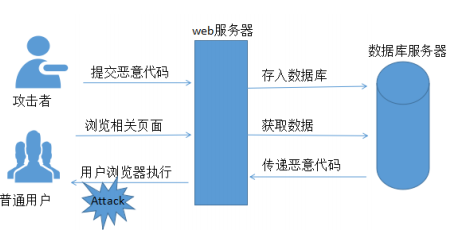 web服务器
数据库服务器
提交恶意代码
存入数据库
攻击者
浏览相关页面
获取数据
用户浏览器执行
传递恶意代码
普通用户
Attack